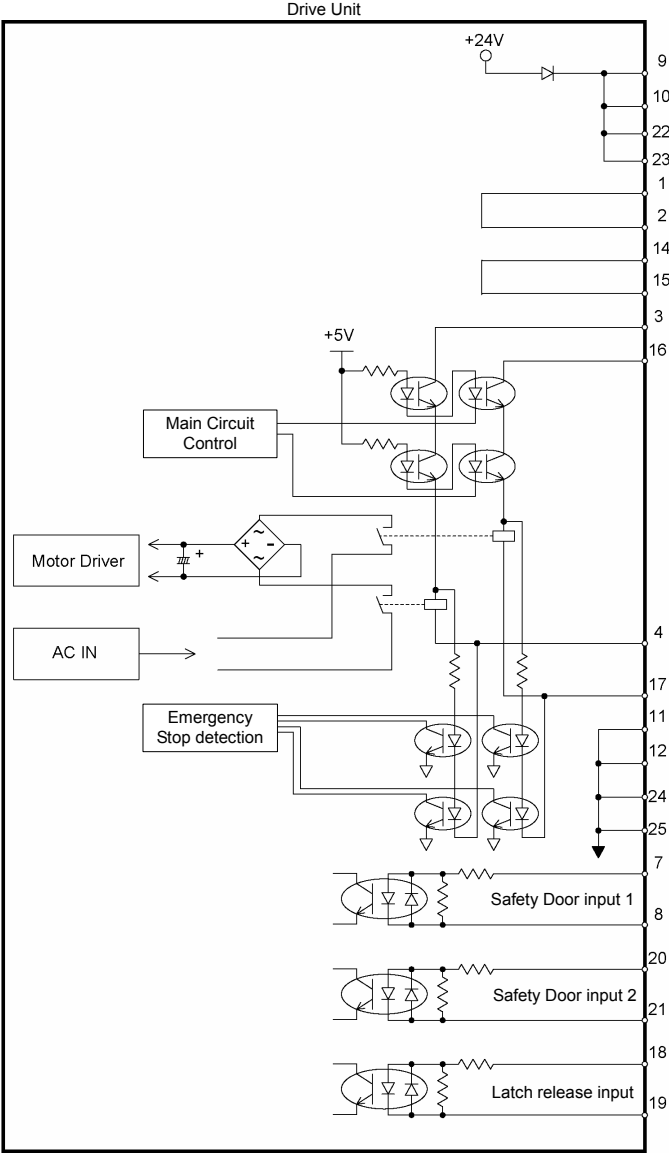 Drive Unit
+24V
9
10
22
23
1
2
14
15
3
+5V
16
Main Circuit
Control
+ ~ -
~
+
Motor Driver
AC IN
4
17
Emergency
Stop detection
11
12
24
25
7
Safety Door input 1
8
20
Safety Door input 2
21
18
Latch release input
19